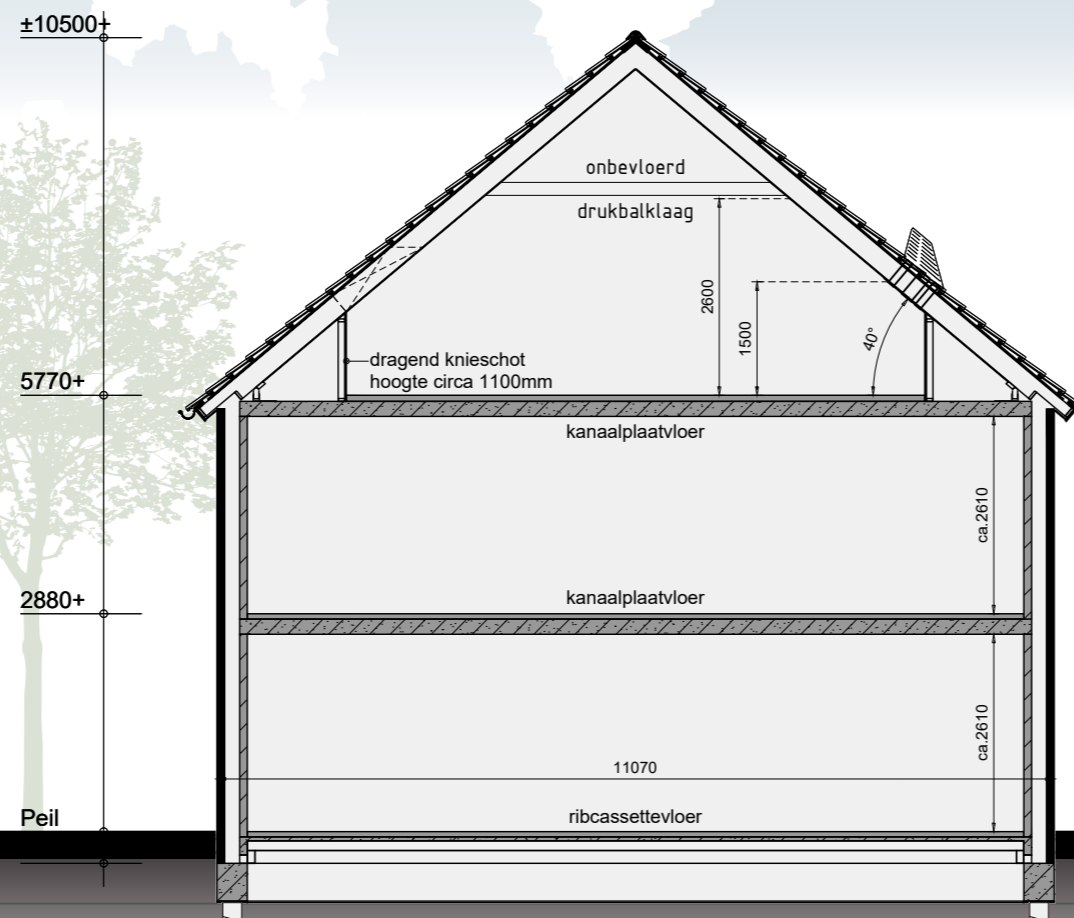 ±10500+
onbevloerd
drukbalklaag
2600
1500
40°
dragend knieschot
hoogte circa 1100mm
5770+
kanaalplaatvloer
ca.2610
2880+
kanaalplaatvloer
ca.2610
11070
Peil
ribcassettevloer